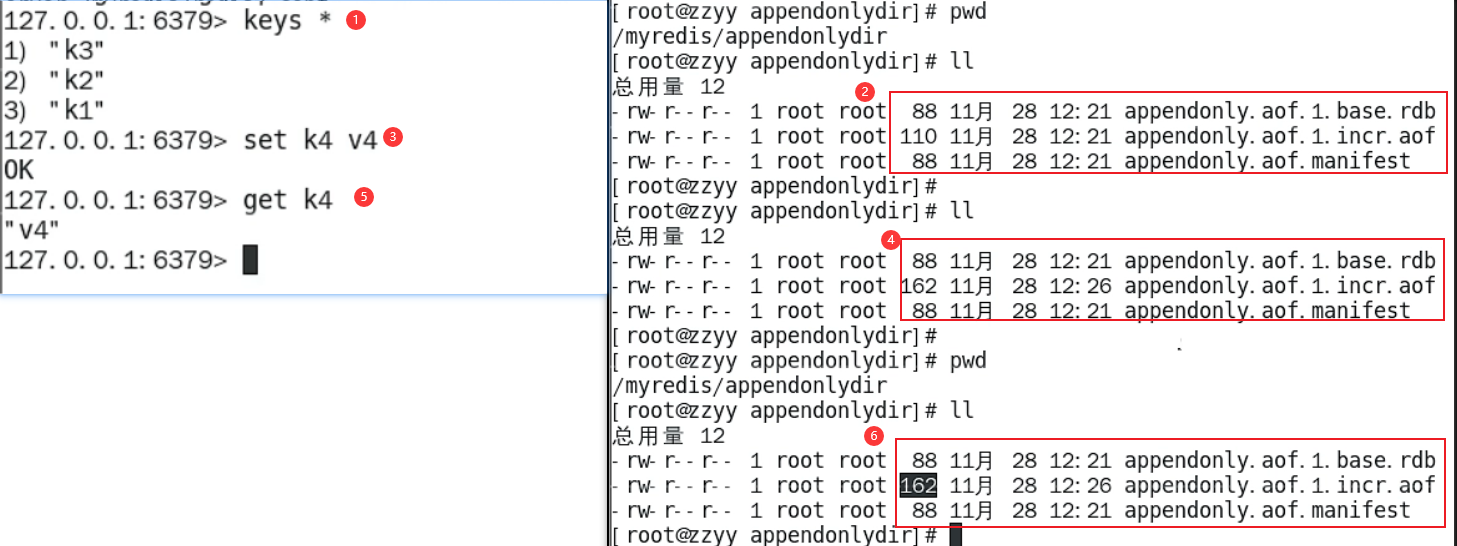 127.0.0.1:6379> keys * 1
1) "k3"
2) "k2"
3) "k1"
127.0.0.1:6379> set k4 v4 3
OK
127.0.0.1:6379> get k4 5
"v4"
127.0.0.1:6379>
[root@zzyy appendonlydir]# pwd
/myredis/appendonlydir
[root@zzyy appendonlydir]# ll
总用量 12
2
-rw-r--r-- 1 root root 88 11月 28 12:21 appendonly.aof.1.base.rdb
-rw-r--r-- 1 root root 110 11月 28 12:21 appendonly.aof.1.incr.aof
-rw-r--r-- 1 root root 88 11月 28 12:21 appendonly.aof.manifest
[root@zzyy appendonlydir]#
[root@zzyy appendonlydir]# ll
总用量 12
4
-rw-r--r-- 1 root root 88 11月 28 12:21 appendonly.aof.1.base.rdb
-rw-r--r-- 1 root root 162 11月 28 12:26 appendonly.aof.1.incr.aof
-rw-r--r-- 1 root root 88 11月 28 12:21 appendonly.aof.manifest
[root@zzyy appendonlydir]#
[root@zzyy appendonlydir]# pwd
/myredis/appendonlydir
[root@zzyy appendonlydir]# ll
总用量 12
6
-rw-r--r-- 1 root root 88 11月 28 12:21 appendonly.aof.1.base.rdb
-rw-r--r-- 1 root root 162 11月 28 12:26 appendonly.aof.1.incr.aof
-rw-r--r-- 1 root root 88 11月 28 12:21 appendonly.aof.manifest
[root@zzyy appendonlydir]#